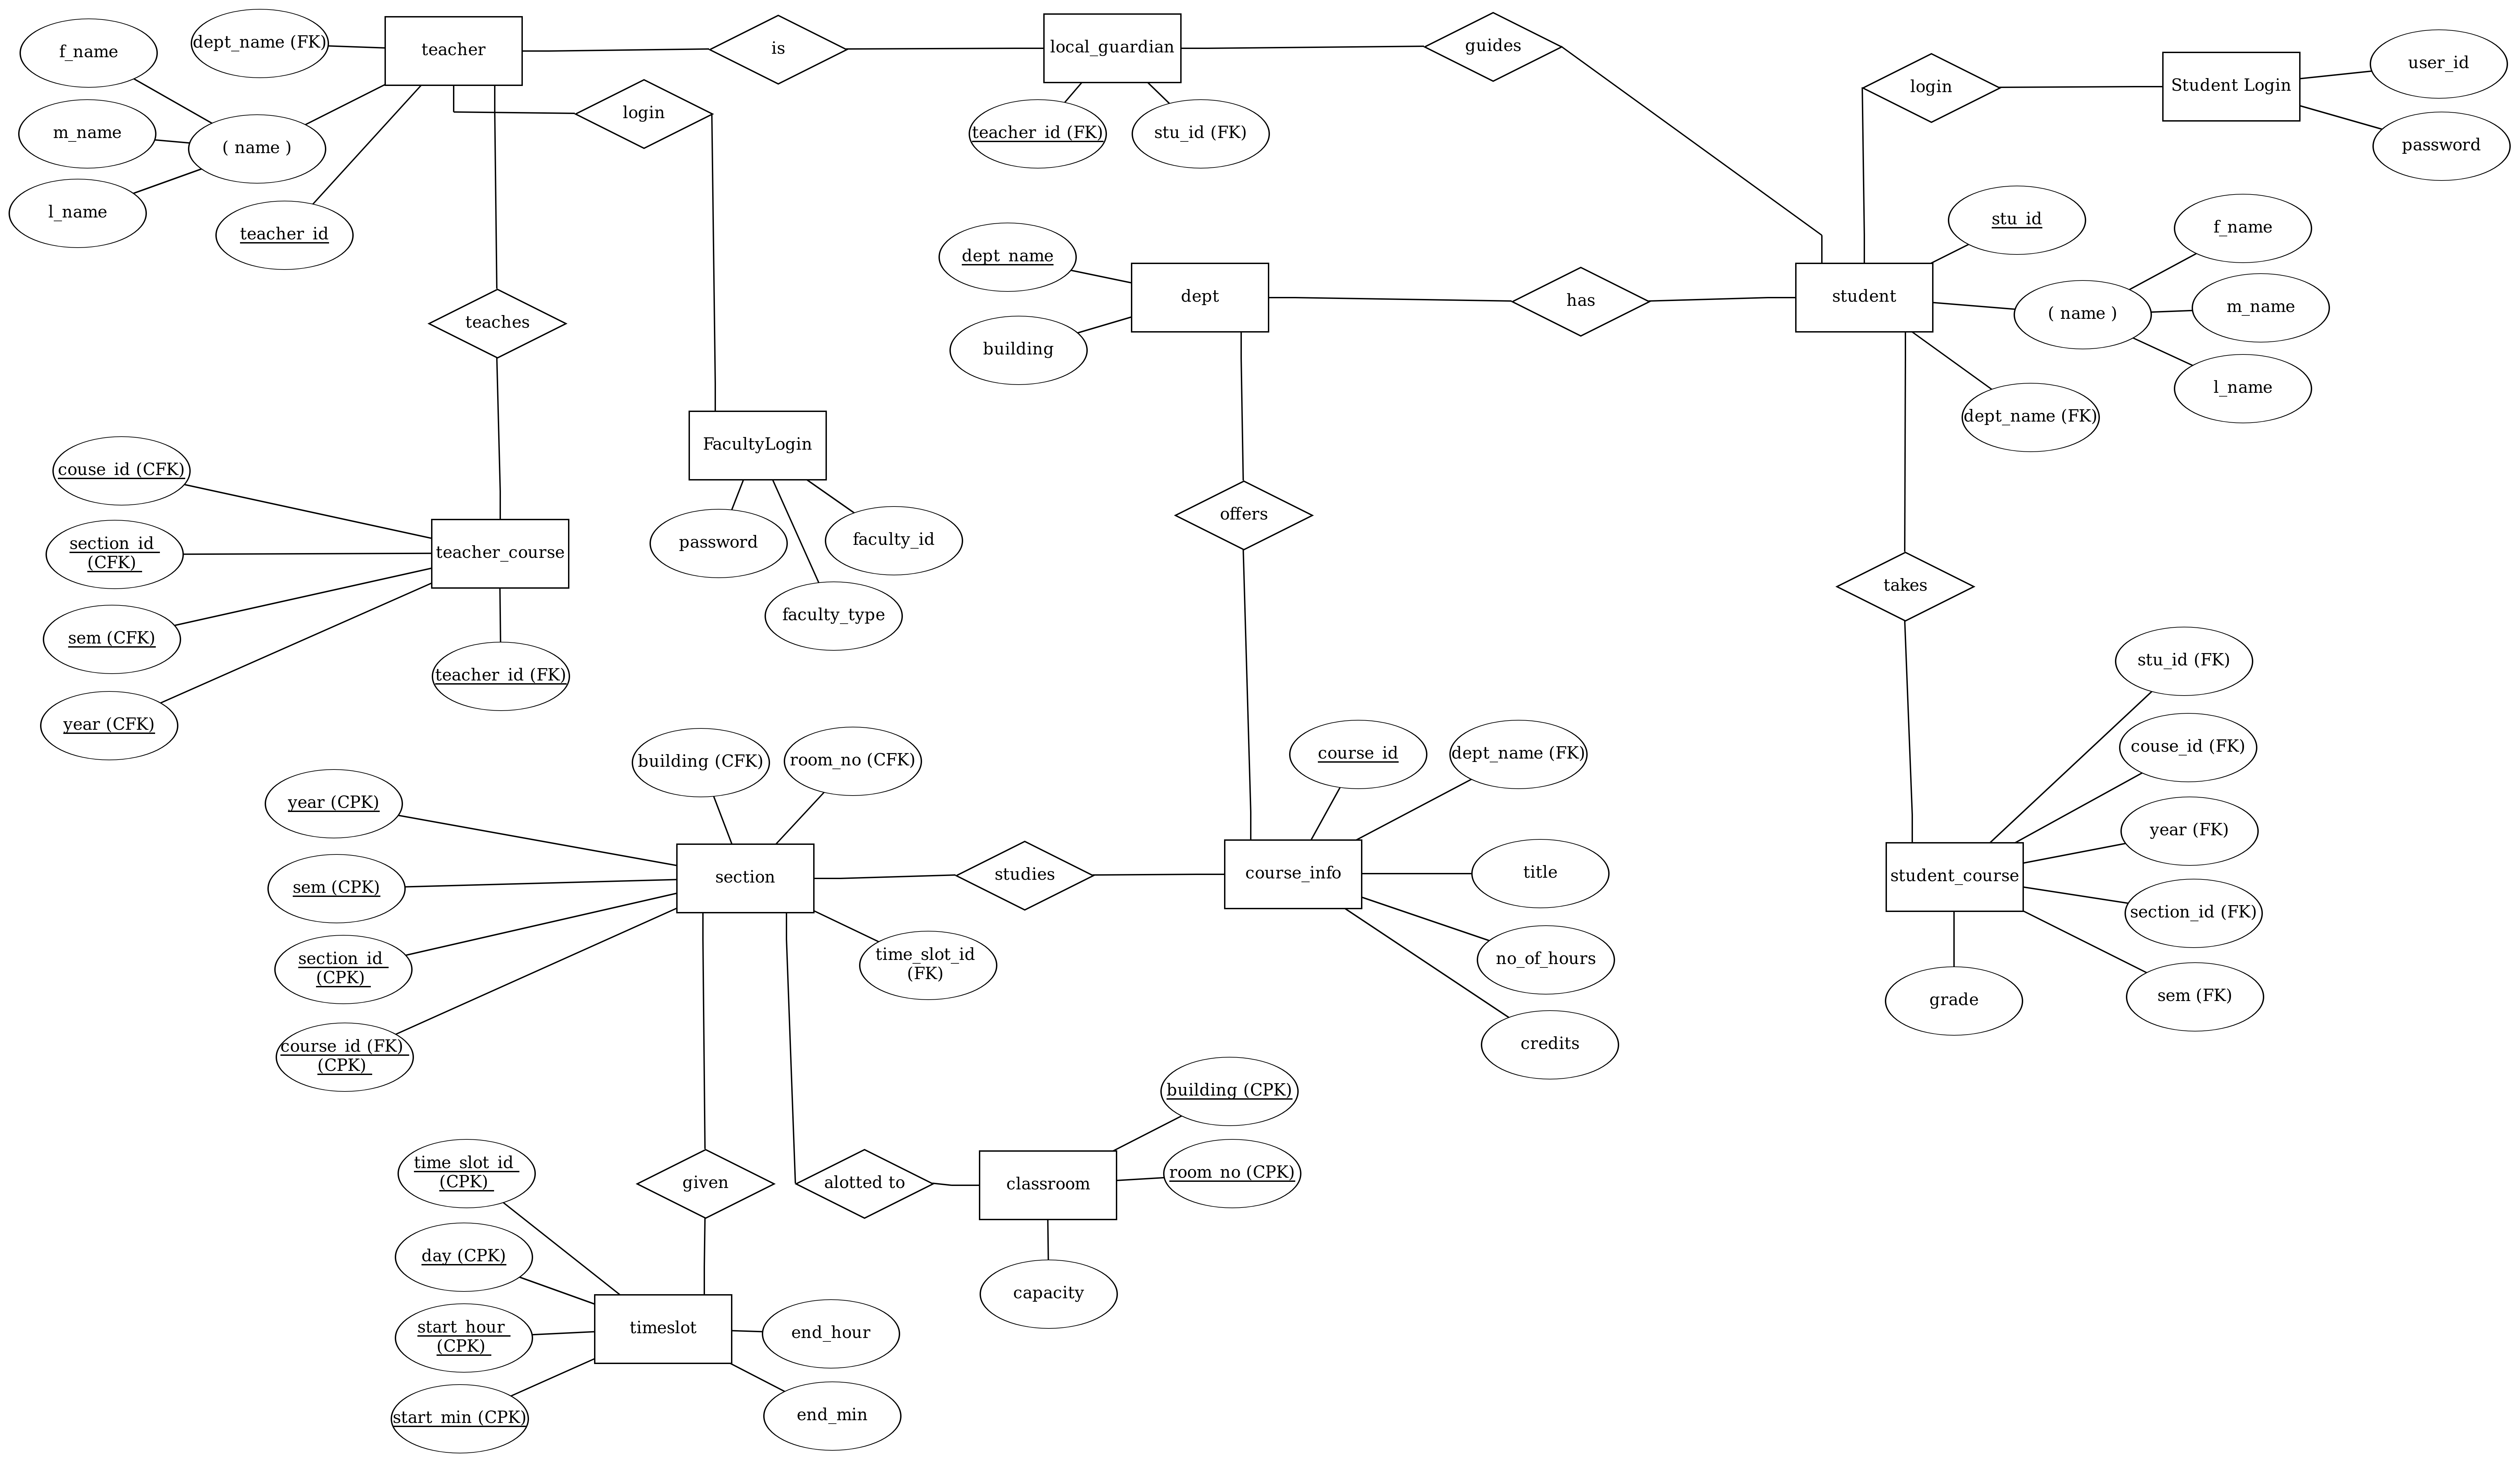 f_name
dept_name (FK)
teacher
is
local_guardian
guides
login
Student Login
user_id
m_name
( name )
login
teacher_id (FK)
stu_id (FK)
password
l_name
teacher_id
stu_id
f_name
dept_name
dept
has
student
( name )
m_name
teaches
building
l_name
dept_name (FK)
FacultyLogin
couse_id (CFK)
section_id
(CFK)
teacher_course
password
faculty_id
offers
takes
sem (CFK)
faculty_type
teacher_id (FK)
year (CFK)
stu_id (FK)
building (CFK)
room_no (CFK)
course_id
dept_name (FK)
couse_id (FK)
year (CPK)
year (FK)
sem (CPK)
section
studies
course_info
title
student_course
section_id (FK)
section_id
(CPK)
time_slot_id
(FK)
no_of_hours
grade
sem (FK)
course_id (FK)
(CPK)
credits
building (CPK)
time_slot_id
(CPK)
given
alotted to
classroom
room_no (CPK)
day (CPK)
capacity
start_hour
(CPK)
timeslot
end_hour
start_min (CPK)
end_min